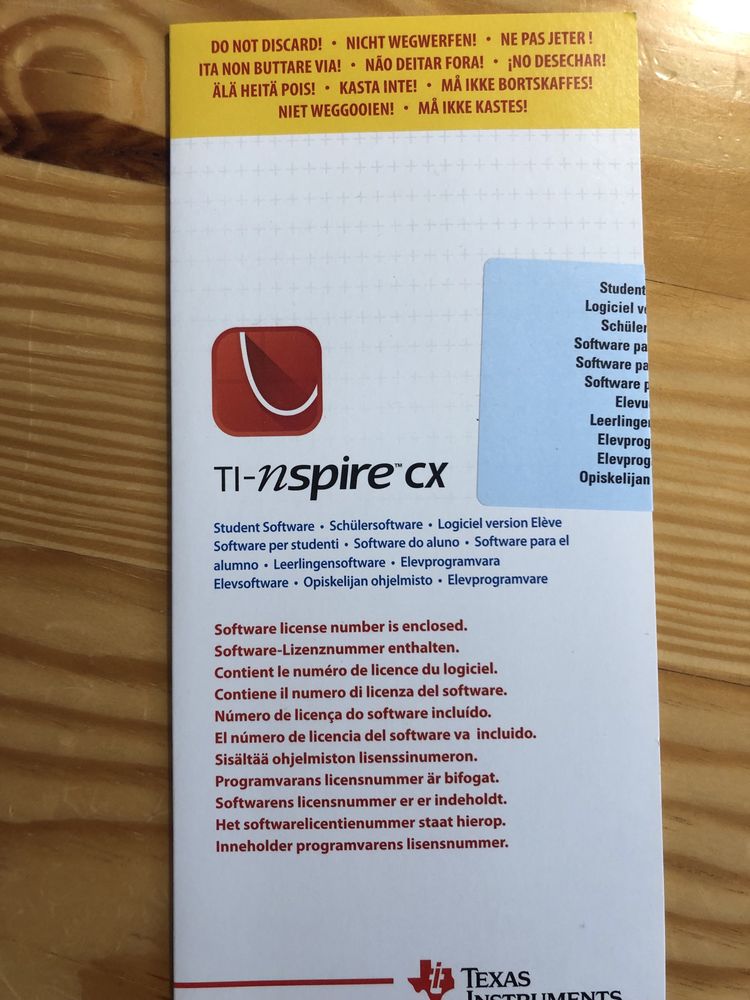 DO NOT DISCARD! • NICHT WEGWERFEN! • NE PAS JETER !
ITA NON BUTTARE VIA! • NÃO DEITAR FORA! • ¡NO DESECHAR!
ÄLÄ HEITÄ POIS! • KASTA INTE! • MÅ IKKE BORTSKAFFES!
NIET WEGGOOIEN! • MÅ IKKE KASTES!
Student
Logiciel
Schüler
Software pa
Software pa
Software
Elevu
Leerlinge
Elevprog
Elevprog
Opiskelijan
TI-nspire™ CX
Student Software • Schülersoftware • Logiciel version Elève
Software per studenti • Software do aluno • Software para el
alumno • Leerlingensoftware • Elevprogramvara
Elevsoftware • Opiskelijan ohjelmisto • Elevprogramvare
Software license number is enclosed.
Software-Lizenznummer enthalten.
Contient le numéro de licence du logiciel.
Contiene il numero di licenza del software.
Número de licença do software incluído.
El número de licencia del software va incluido.
Sisältää ohjelmiston lisenssinumeron.
Programvarans licensnummer är bifogat.
Softwarens licensnummer er er indeholdt.
Het softwarelicentienummer staat hierop.
Inneholder programvarens lisensnummer.
TEXAS
INSTRUMENTS